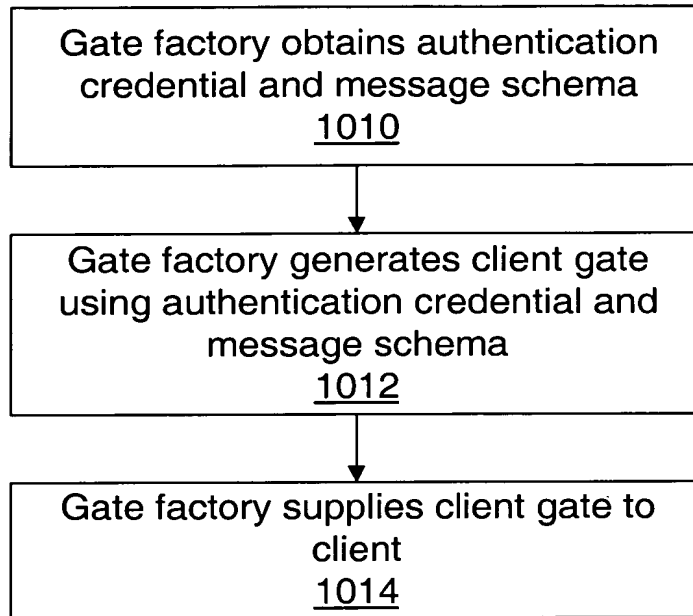 Gate factory obtains authentication
credential and message schema
1010
Gate factory generates client gate
using authentication credential and
message schema
1012
Gate factory supplies client gate to
client
1014